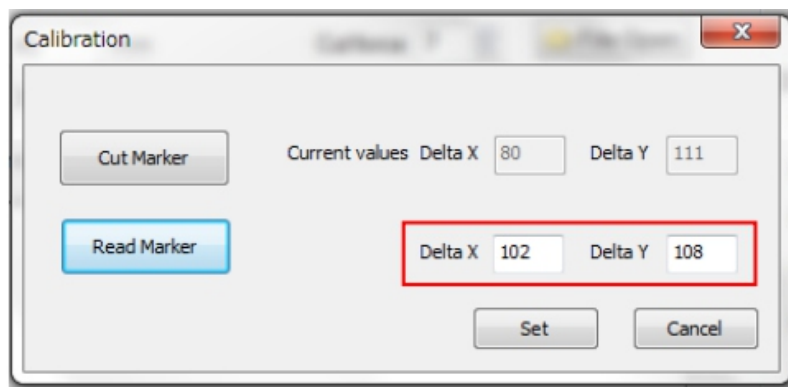 Calibration
Cut Marker
Current values Delta X 80 Delta Y 111
Read Marker
Delta X 102 Delta Y 108
Set Cancel